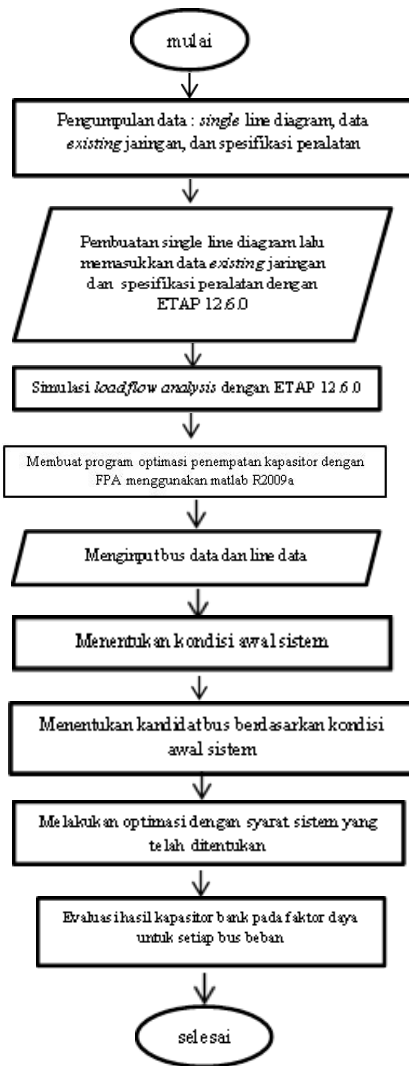 mulai
Pengumpulan data : single line diagram, data
existing jaringan, dan spesifikasi peralatan
Pembuatan single line diagram lalu
memasukkan data existing jaringan
dan spesifikasi peralatan dengan
ETAP 12.6.0
Simulasi loadflow analysis dengan ETAP 12.6.0
Membuat program optimasi penempatan kapasitor dengan
FPA menggunakan matlab R2009a
Menginput bus data dan line data
Menentukan kondisi awal sistem
Menentukan kandidat bus berdasarkan kondisi
awal sistem
Melakukan optimasi dengan syarat sistem yang
telah ditentukan
Evaluasi hasil kapasitor bank pada faktor daya
untuk setiap bus beban
selesai